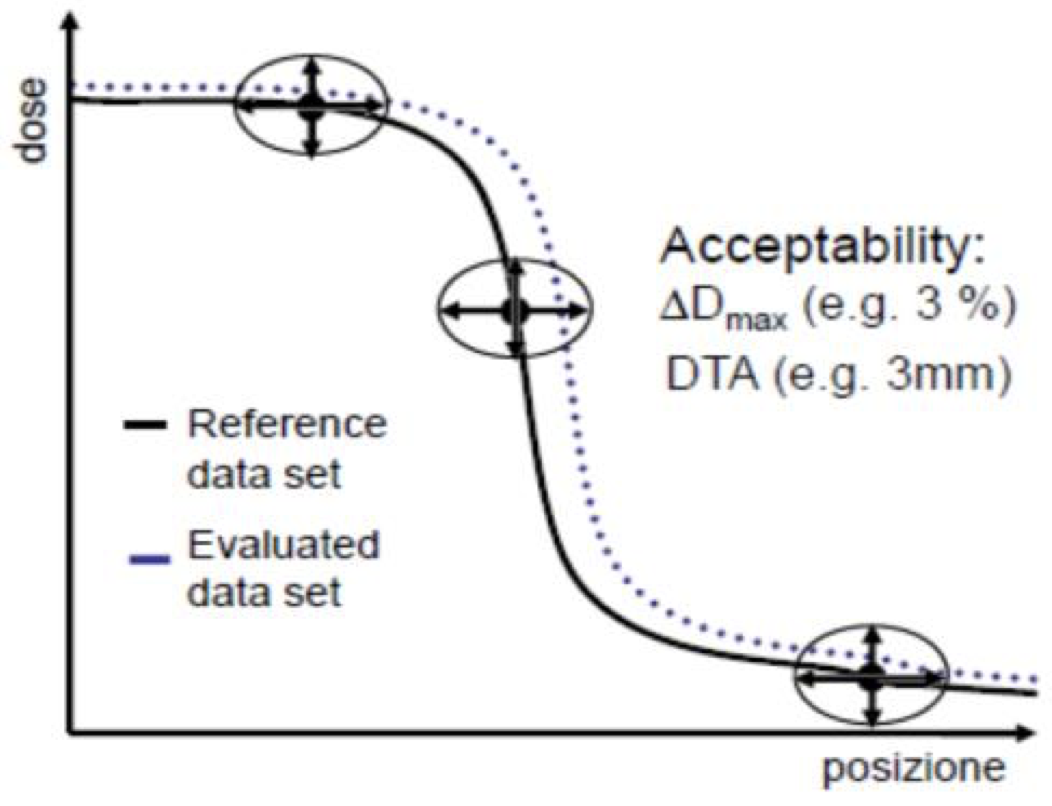 dose
Acceptability:
ΔDmax (e.g. 3 %)
DTA (e.g. 3mm)
Reference
data set
Evaluated
data set
posizione